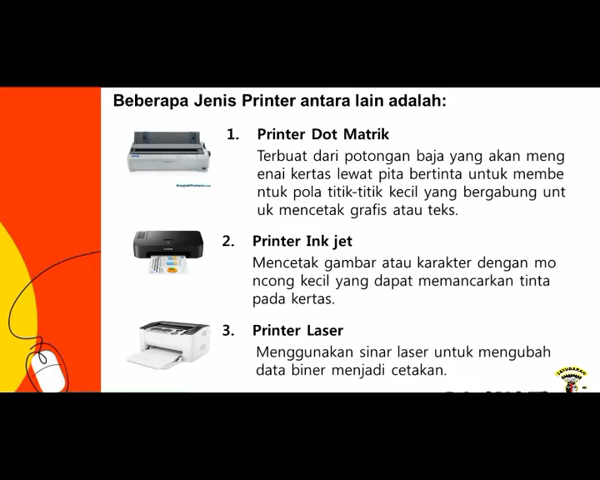 Beberapa Jenis Printer antara lain adalah:
1. Printer Dot Matrik
Terbuat dari potongan baja yang akan meng
enai kertas lewat pita bertinta untuk membe
ntuk pola titik-titik kecil yang bergabung unt
uk mencetak grafis atau teks.
2. Printer Ink jet
Mencetak gambar atau karakter dengan mo
ncong kecil yang dapat memancarkan tinta
pada kertas.
3. Printer Laser
Menggunakan sinar laser untuk mengubah
data biner menjadi cetakan.